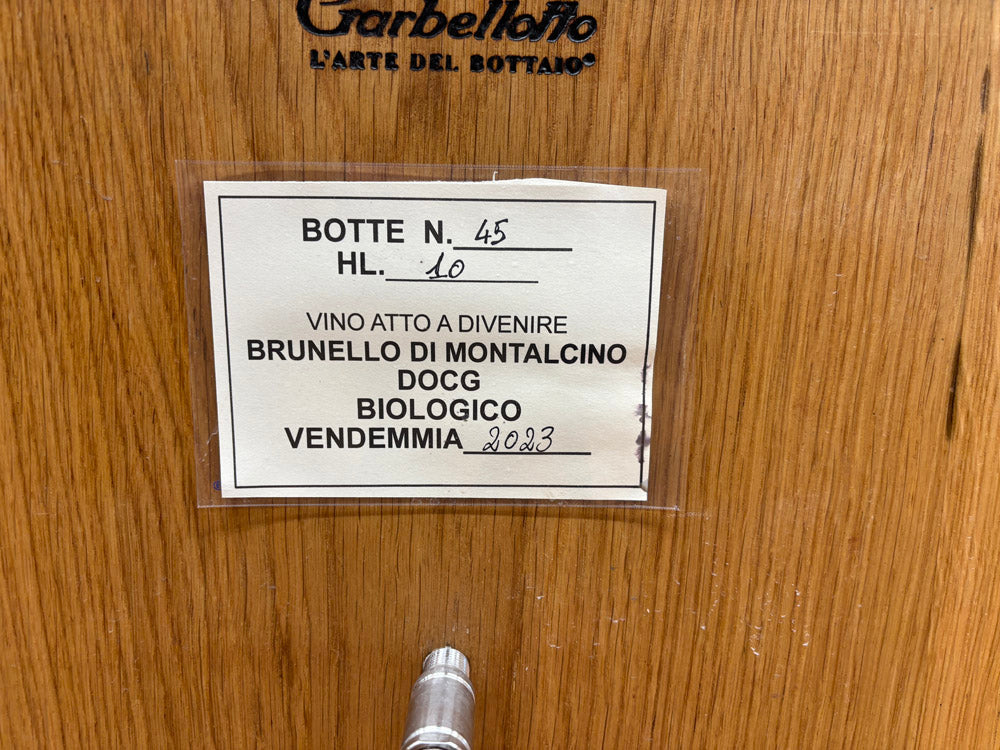 Garbellotto
L'ARTE DEL BOTTAIO
BOTTE N. 45
HL. 10
VINO ATTO A DIVENIRE
BRUNELLO DI MONTALCINO
DOCG
BIOLOGICO
VENDEMMIA 2023